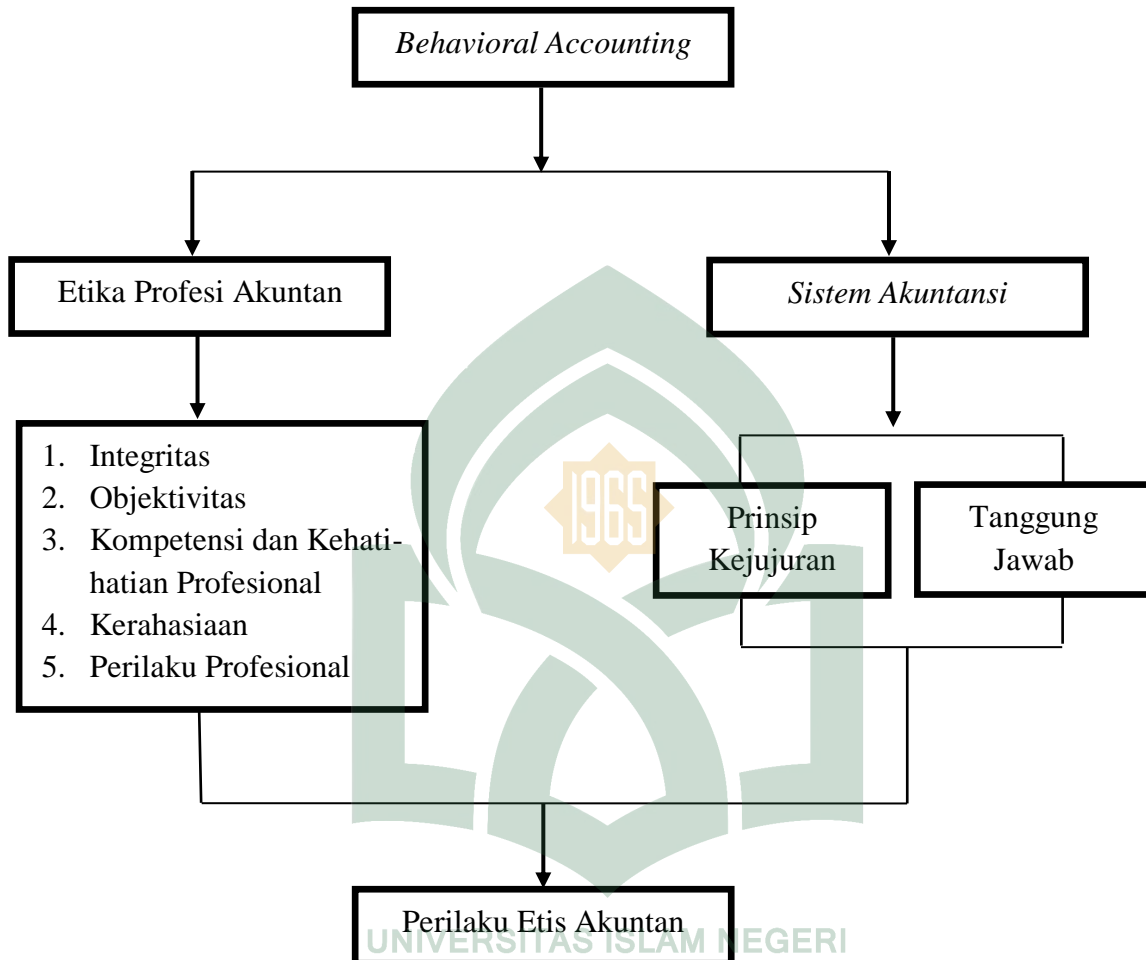 Behavioral Accounting
Etika Profesi Akuntan
Sistem Akuntansi
1. Integritas
2. Objektivitas
3. Kompetensi dan Kehati-
hatian Profesional
4. Kerahasiaan
5. Perilaku Profesional
1965
Prinsip
Kejujuran
Tanggung
Jawab
Perilaku Etis Akuntan
UNIVERSITAS ISLAM NEGERI